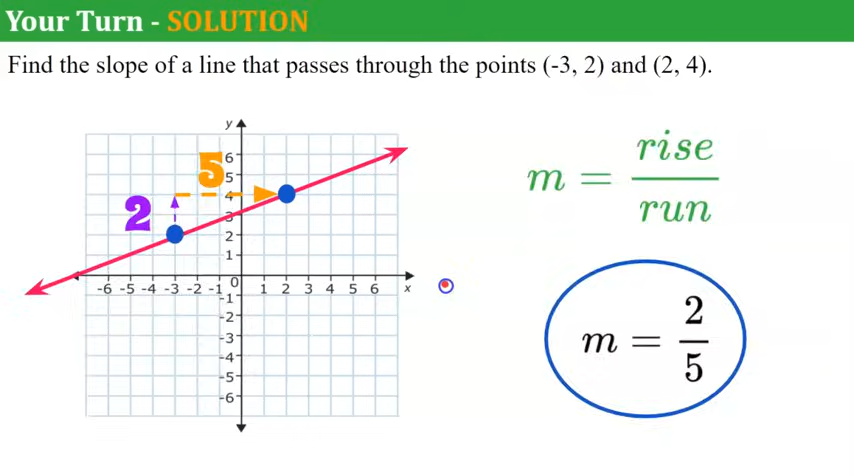 Your Turn - SOLUTION
Find the slope of a line that passes through the points (-3, 2) and (2, 4).
y
6
5
5
4
3
2
2
1
0
-6 -5 -4 -3 -2 -1 1 2 3 4 5 6 x
-1
-2
-3
-4
-5
-6
m = rise
run
m = 2
5